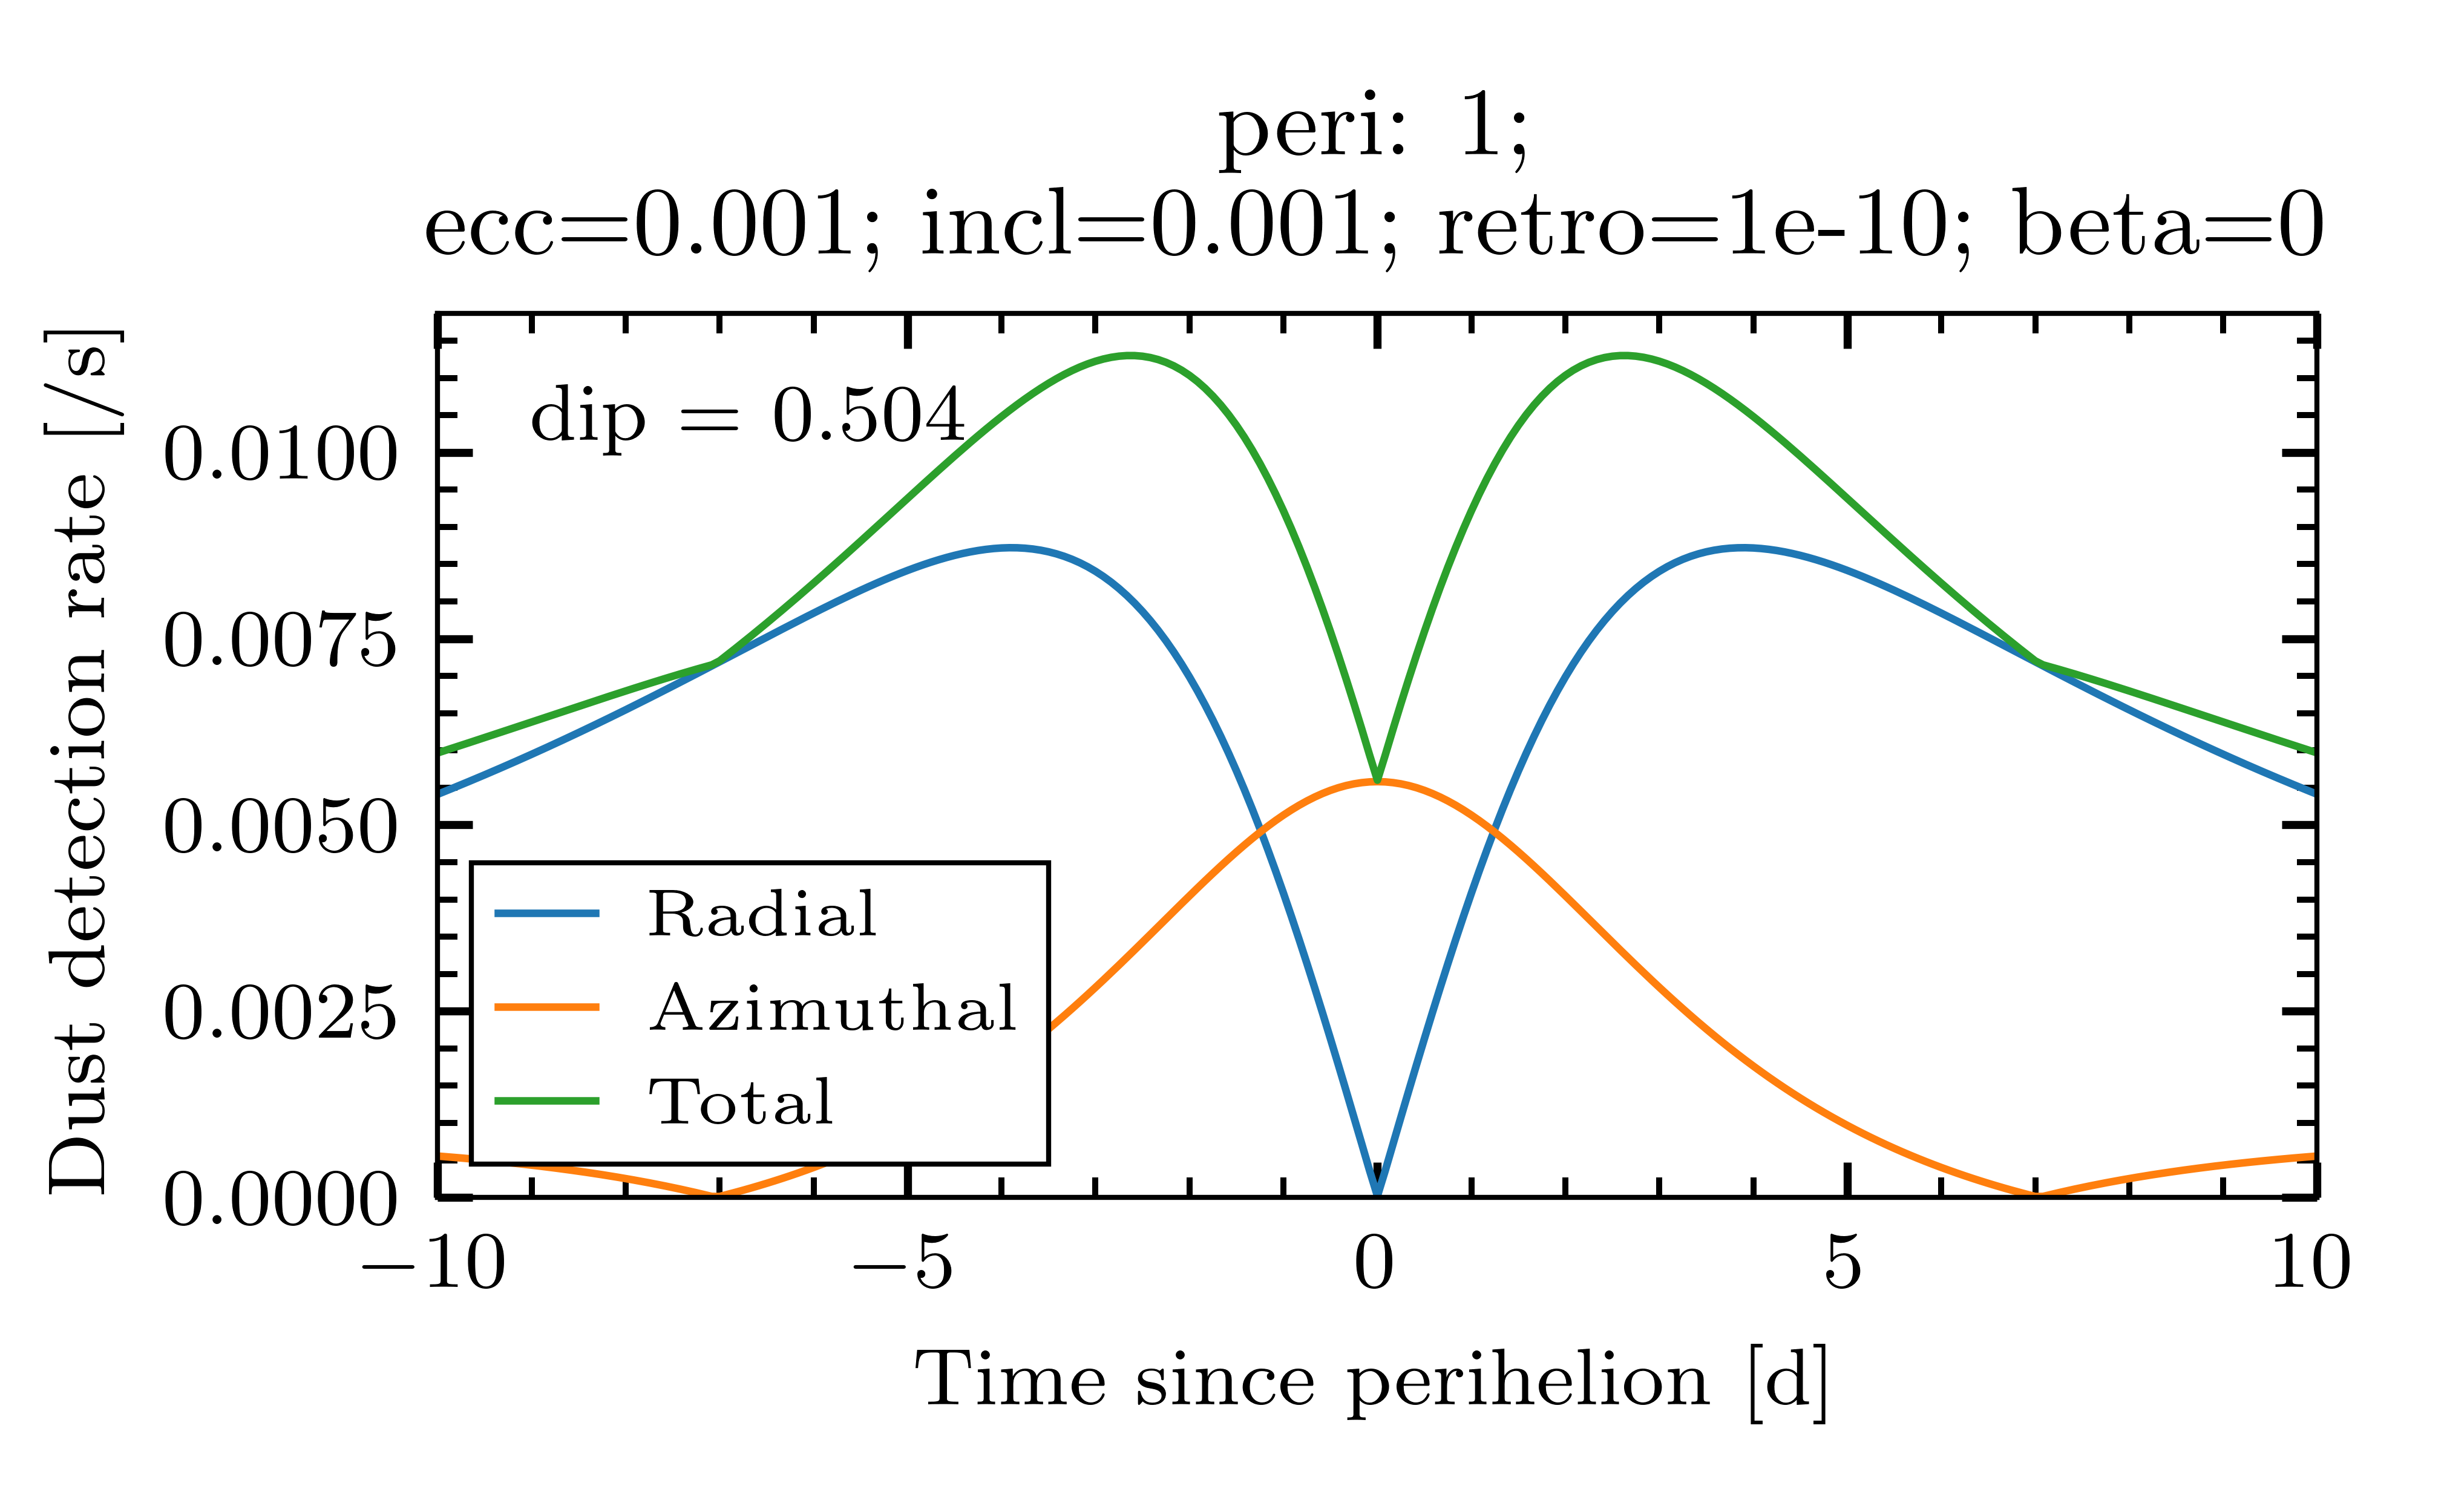 peri: 1;
ecc=0.001; incl=0.001; retro=1e-10; beta=0
Dust detection rate [/s]
0.0100
0.0075
0.0050
0.0025
0.0000
dip = 0.504
Radial
Azimuthal
Total
−10
−5
0
5
10
Time since perihelion [d]